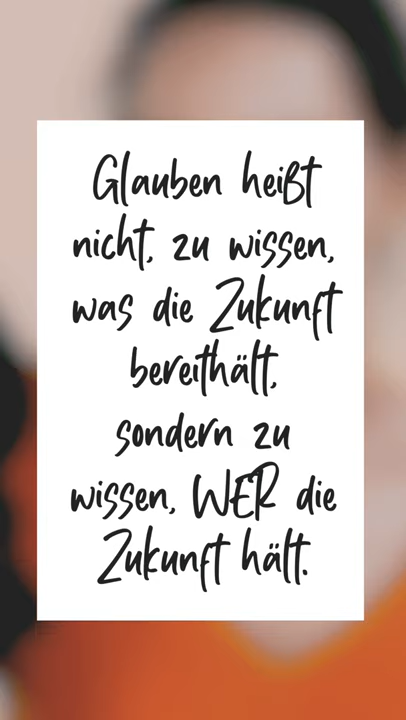 Glauben heißt
nicht, zu wissen,
was die Zukunft
bereithält,
sondern zu
wissen, WER die
Zukunft hält.